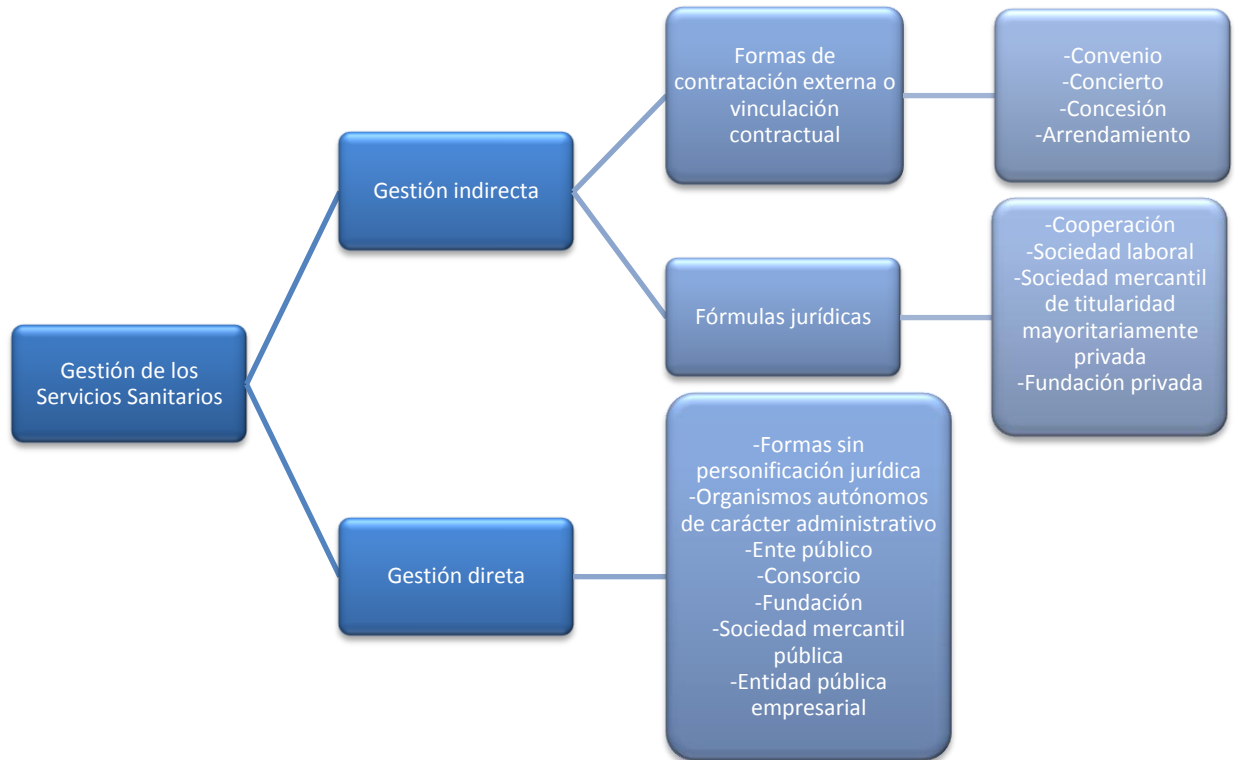 Gestión de los
Servicios Sanitarios
Gestión indirecta
Formas de
contratación externa o
vinculación
contractual
-Convenio
-Concierto
-Concesión
-Arrendamiento
Fórmulas jurídicas
-Cooperación
-Sociedad laboral
-Sociedad mercantil
de titularidad
mayoritariamente
privada
-Fundación privada
Gestión direta
-Formas sin
personificación jurídica
-Organismos autónomos
de carácter administrativo
-Ente público
-Consorcio
-Fundación
-Sociedad mercantil
pública
-Entidad pública
empresarial